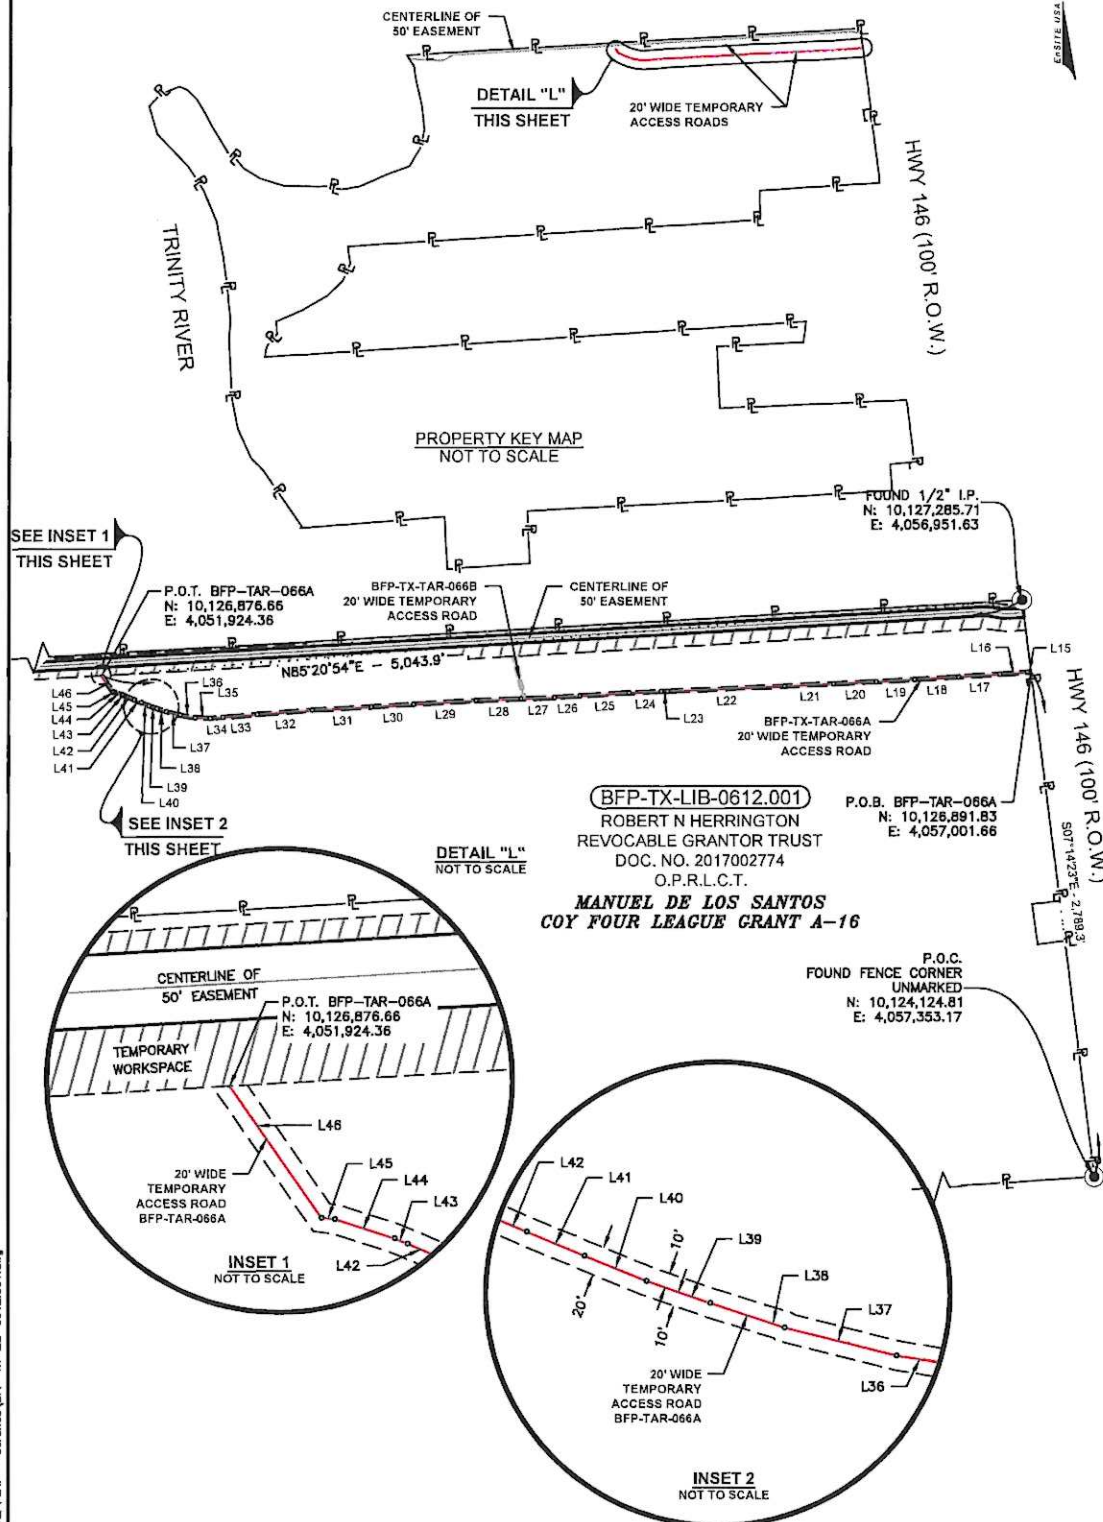 EnSITE USA
CENTERLINE OF
50' EASEMENT
DETAIL "L"
THIS SHEET
20' WIDE TEMPORARY
ACCESS ROADS
HWY 146 (100' R.O.W.)
TRINITY RIVER
PROPERTY KEY MAP
NOT TO SCALE
FOUND 1/2" I.P.
N: 10,127,285.71
E: 4,056,951.63
SEE INSET 1
THIS SHEET
P.O.T. BFP-TAR-066A
N: 10,126,876.66
E: 4,051,924.36
BFP-TX-TAR-066B
20' WIDE TEMPORARY
ACCESS ROAD
CENTERLINE OF
50' EASEMENT
N85°20'54"E - 5,043.9'
L16
L15
L46
L45
L44
L43
L42
L41
L40
L39
L38
L37
L36
L35
L34
L33
L32
L31
L30
L29
L28
L27
L26
L25
L24
L23
L22
L21
L20
L19
L18
L17
BFP-TX-TAR-066A
20' WIDE TEMPORARY
ACCESS ROAD
HWY 146 (100' R.O.W.)
S07°14'23"E - 2,789.3'
SEE INSET 2
THIS SHEET
DETAIL "L"
NOT TO SCALE
BFP-TX-LIB-0612.001
ROBERT N HERRINGTON
REVOCABLE GRANTOR TRUST
DOC. NO. 2017002774
O.P.R.L.C.T.
MANUEL DE LOS SANTOS
COY FOUR LEAGUE GRANT A-16
P.O.B. BFP-TAR-066A
N: 10,126,891.83
E: 4,057,001.66
P.O.C.
FOUND FENCE CORNER
UNMARKED
N: 10,124,124.81
E: 4,057,353.17
CENTERLINE OF
50' EASEMENT
P.O.T. BFP-TAR-066A
N: 10,126,876.66
E: 4,051,924.36
TEMPORARY
WORKSPACE
L46
L45
L44
L43
L42
20' WIDE
TEMPORARY
ACCESS ROAD
BFP-TAR-066A
INSET 1
NOT TO SCALE
L42
L41
L40
L39
L38
L37
L36
20'
10'
10'
20' WIDE
TEMPORARY
ACCESS ROAD
BFP-TAR-066A
INSET 2
NOT TO SCALE